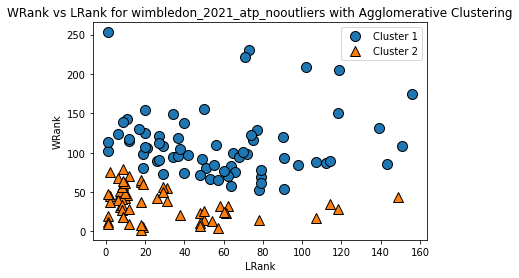 WRank vs LRank for wimbledon_2021_atp_nooutliers with Agglomerative Clustering
Cluster 1
Cluster 2
250
200
150
100
50
0
WRank
0 20 40 60 80 100 120 140 160
LRank